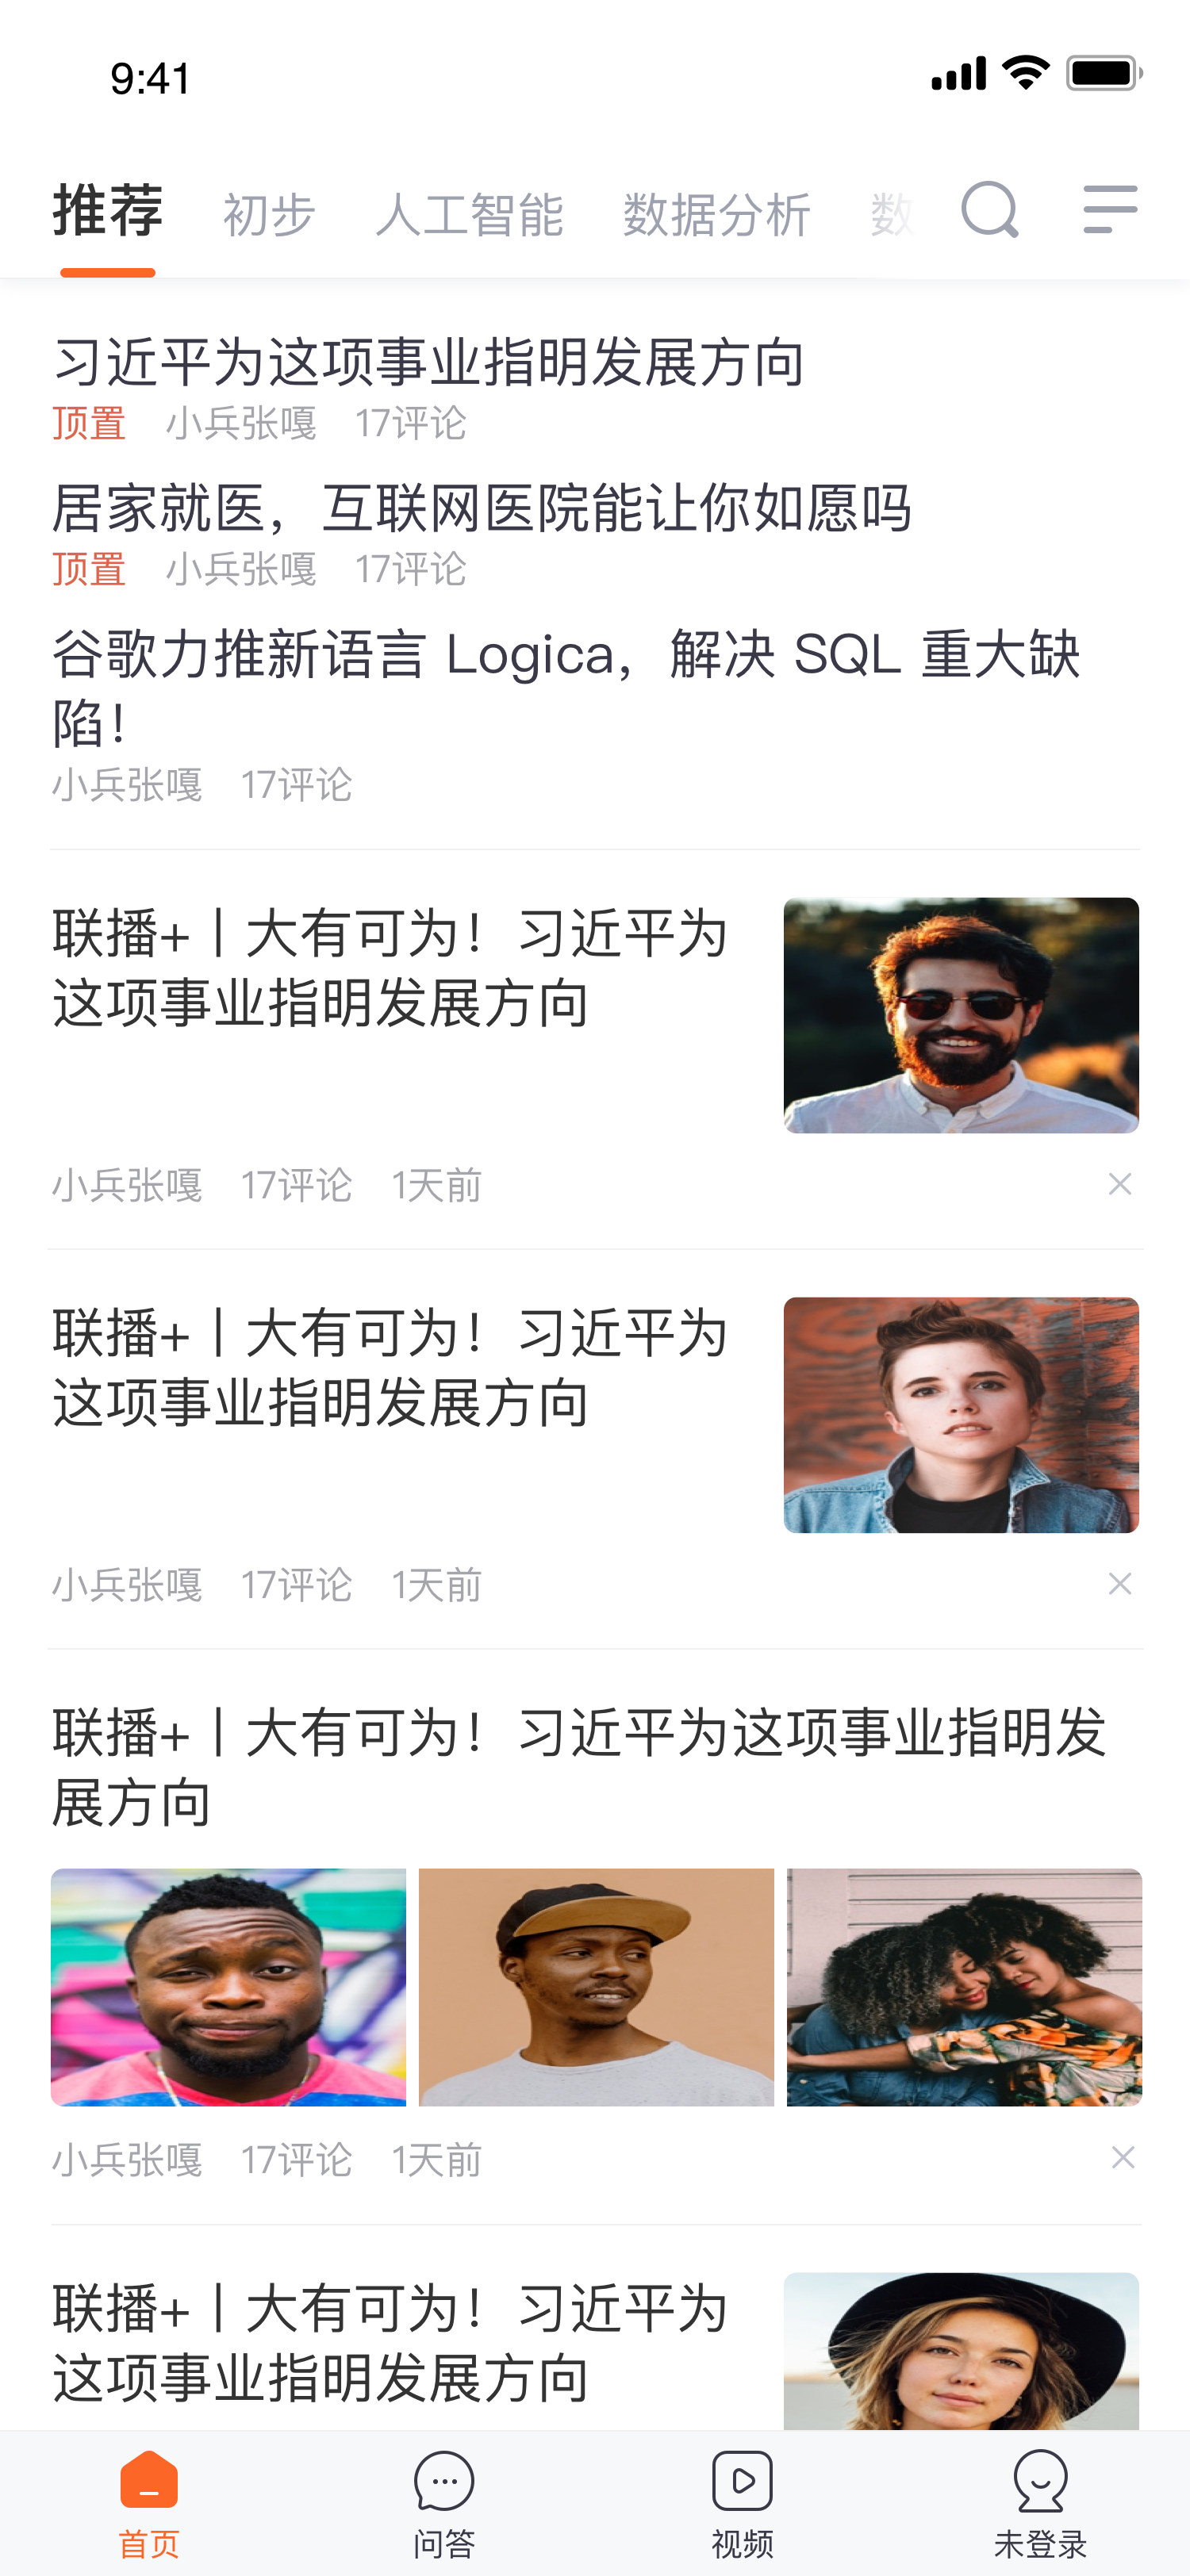 9:41
推荐 初步 人工智能 数据分析 数
习近平为这项事业指明发展方向
顶置 小兵张嘎 17评论
居家就医，互联网医院能让你如愿吗
顶置 小兵张嘎 17评论
谷歌力推新语言 Logica，解决 SQL 重大缺
陷！
小兵张嘎 17评论
联播+丨大有可为！习近平为
这项事业指明发展方向
小兵张嘎 17评论 1天前
联播+丨大有可为！习近平为
这项事业指明发展方向
小兵张嘎 17评论 1天前
联播+丨大有可为！习近平为这项事业指明发
展方向
小兵张嘎 17评论 1天前
联播+丨大有可为！习近平为
这项事业指明发展方向
首页 问答 视频 未登录